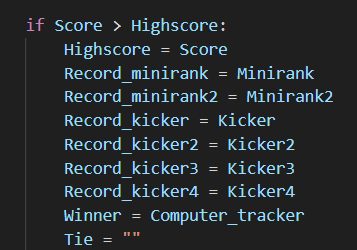 if Score > Highscore:
Highscore = Score
Record_minirank = Minirank
Record_minirank2 = Minirank2
Record_kicker = Kicker
Record_kicker2 = Kicker2
Record_kicker3 = Kicker3
Record_kicker4 = Kicker4
Winner = Computer_tracker
Tie = ""